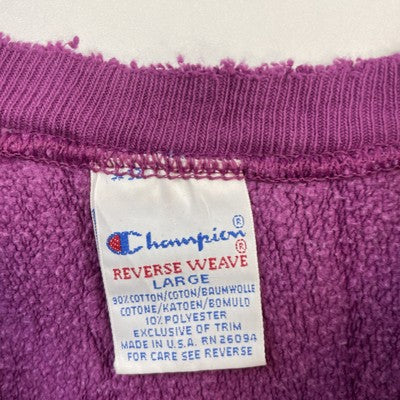 Champion®
REVERSE WEAVE®
LARGE
90% COTTON/COTON/BAUMWOLLE
COTONE/KATOEN/BOMULD
10% POLYESTER
EXCLUSIVE OF TRIM
MADE IN U.S.A. RN 26094
FOR CARE SEE REVERSE